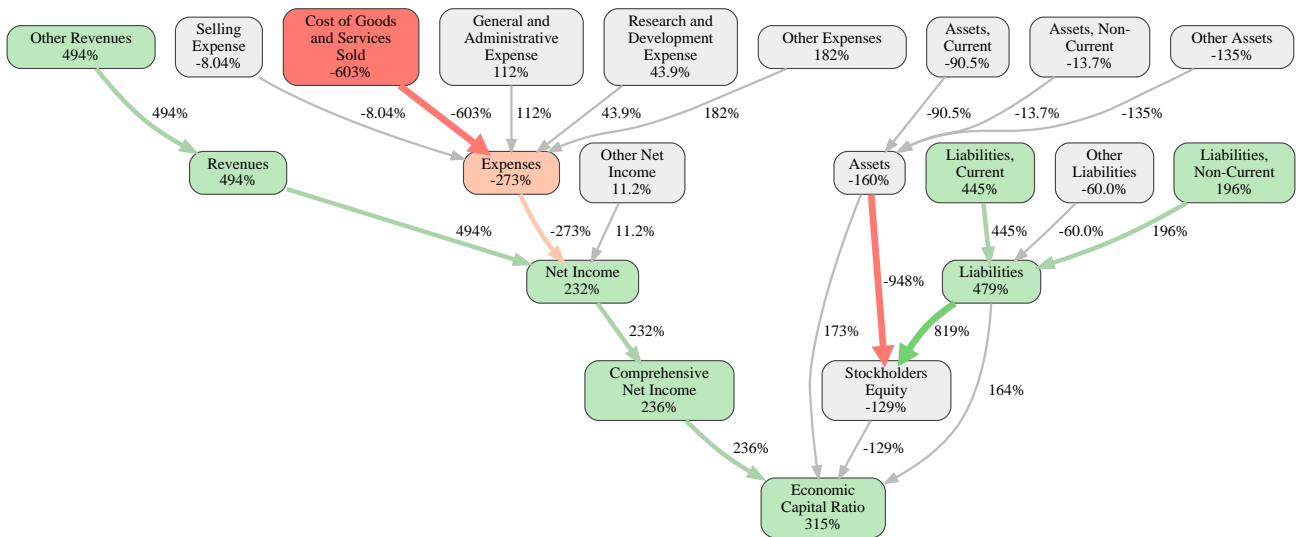 Other Revenues
494%
Selling
Expense
-8.04%
Cost of Goods
and Services
Sold
-603%
General and
Administrative
Expense
112%
Research and
Development
Expense
43.9%
Other Expenses
182%
Assets,
Current
-90.5%
Assets, Non-
Current
-13.7%
Other Assets
-135%
494%
-8.04%
-603%
112%
43.9%
182%
-90.5%
-13.7%
-135%
Revenues
494%
Expenses
-273%
Other Net
Income
11.2%
Assets
-160%
Liabilities,
Current
445%
Other
Liabilities
-60.0%
Liabilities,
Non-Current
196%
494%
-273%
11.2%
445%
-60.0%
196%
Net Income
232%
Liabilities
479%
-948%
232%
173%
819%
Comprehensive
Net Income
236%
Stockholders
Equity
-129%
164%
236%
-129%
Economic
Capital Ratio
315%